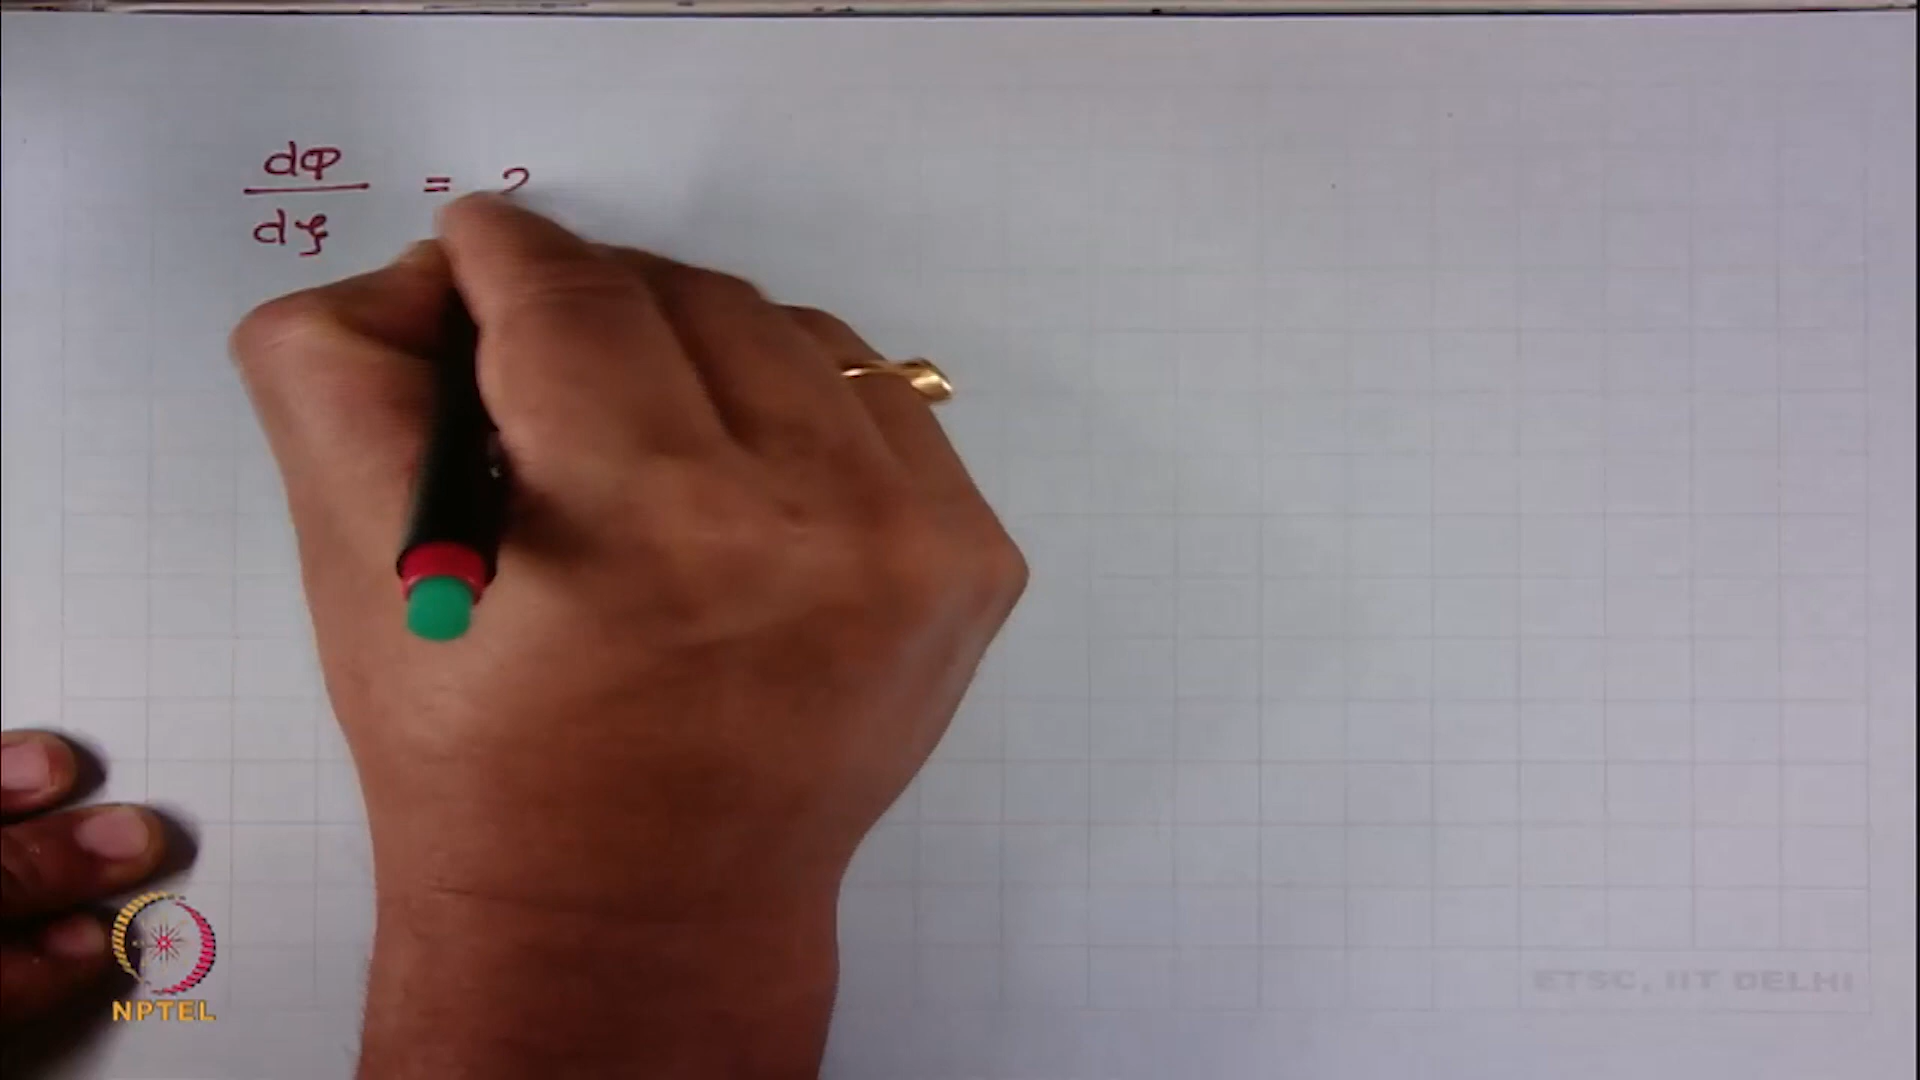 dφ/dξ = 2
NPTEL
ETSC, IIT DELHI